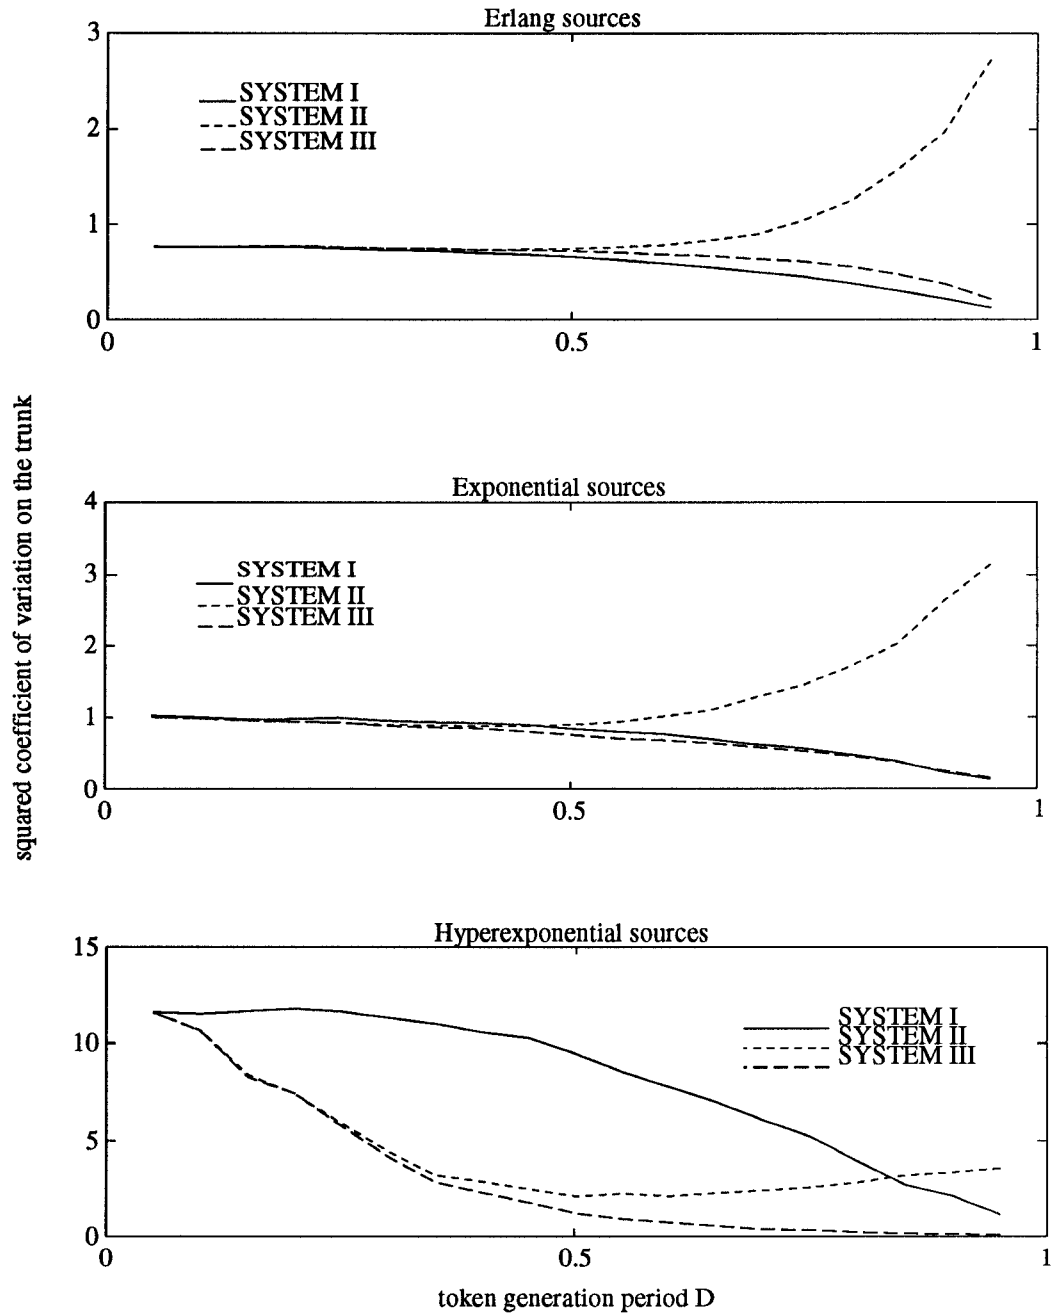 Erlang sources
3
SYSTEM I
SYSTEM II
SYSTEM III
2
1
0
0
0.5
1
squared coefficient of variation on the trunk
Exponential sources
4
SYSTEM I
SYSTEM II
SYSTEM III
3
2
1
0
0
0.5
1
Hyperexponential sources
15
SYSTEM I
SYSTEM II
SYSTEM III
10
5
0
0
0.5
1
token generation period D